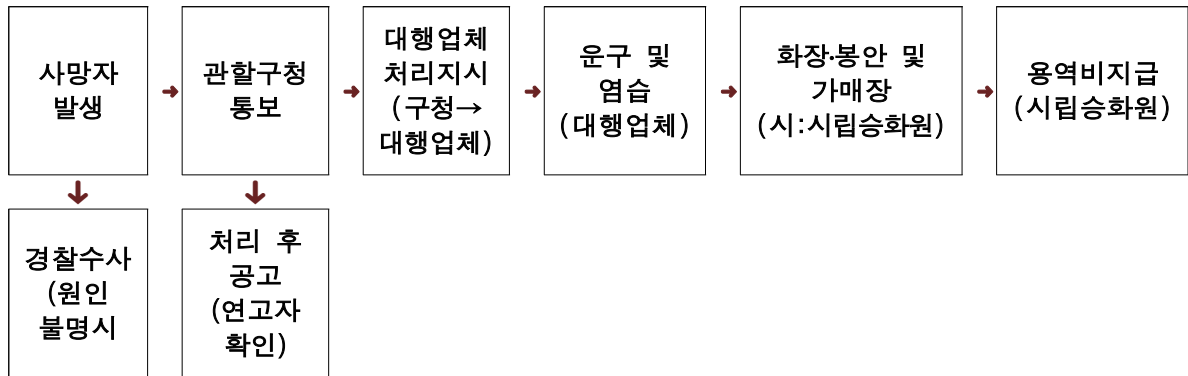 사망자
발생
관할구청
통보
대행업체
처리지시
(구청→
대행업체)
운구 및
염습
(대행업체)
화장·봉안 및
가매장
(시:시립승화원)
용역비지급
(시립승화원)
경찰수사
(원인
불명시
처리 후
공고
(연고자
확인)